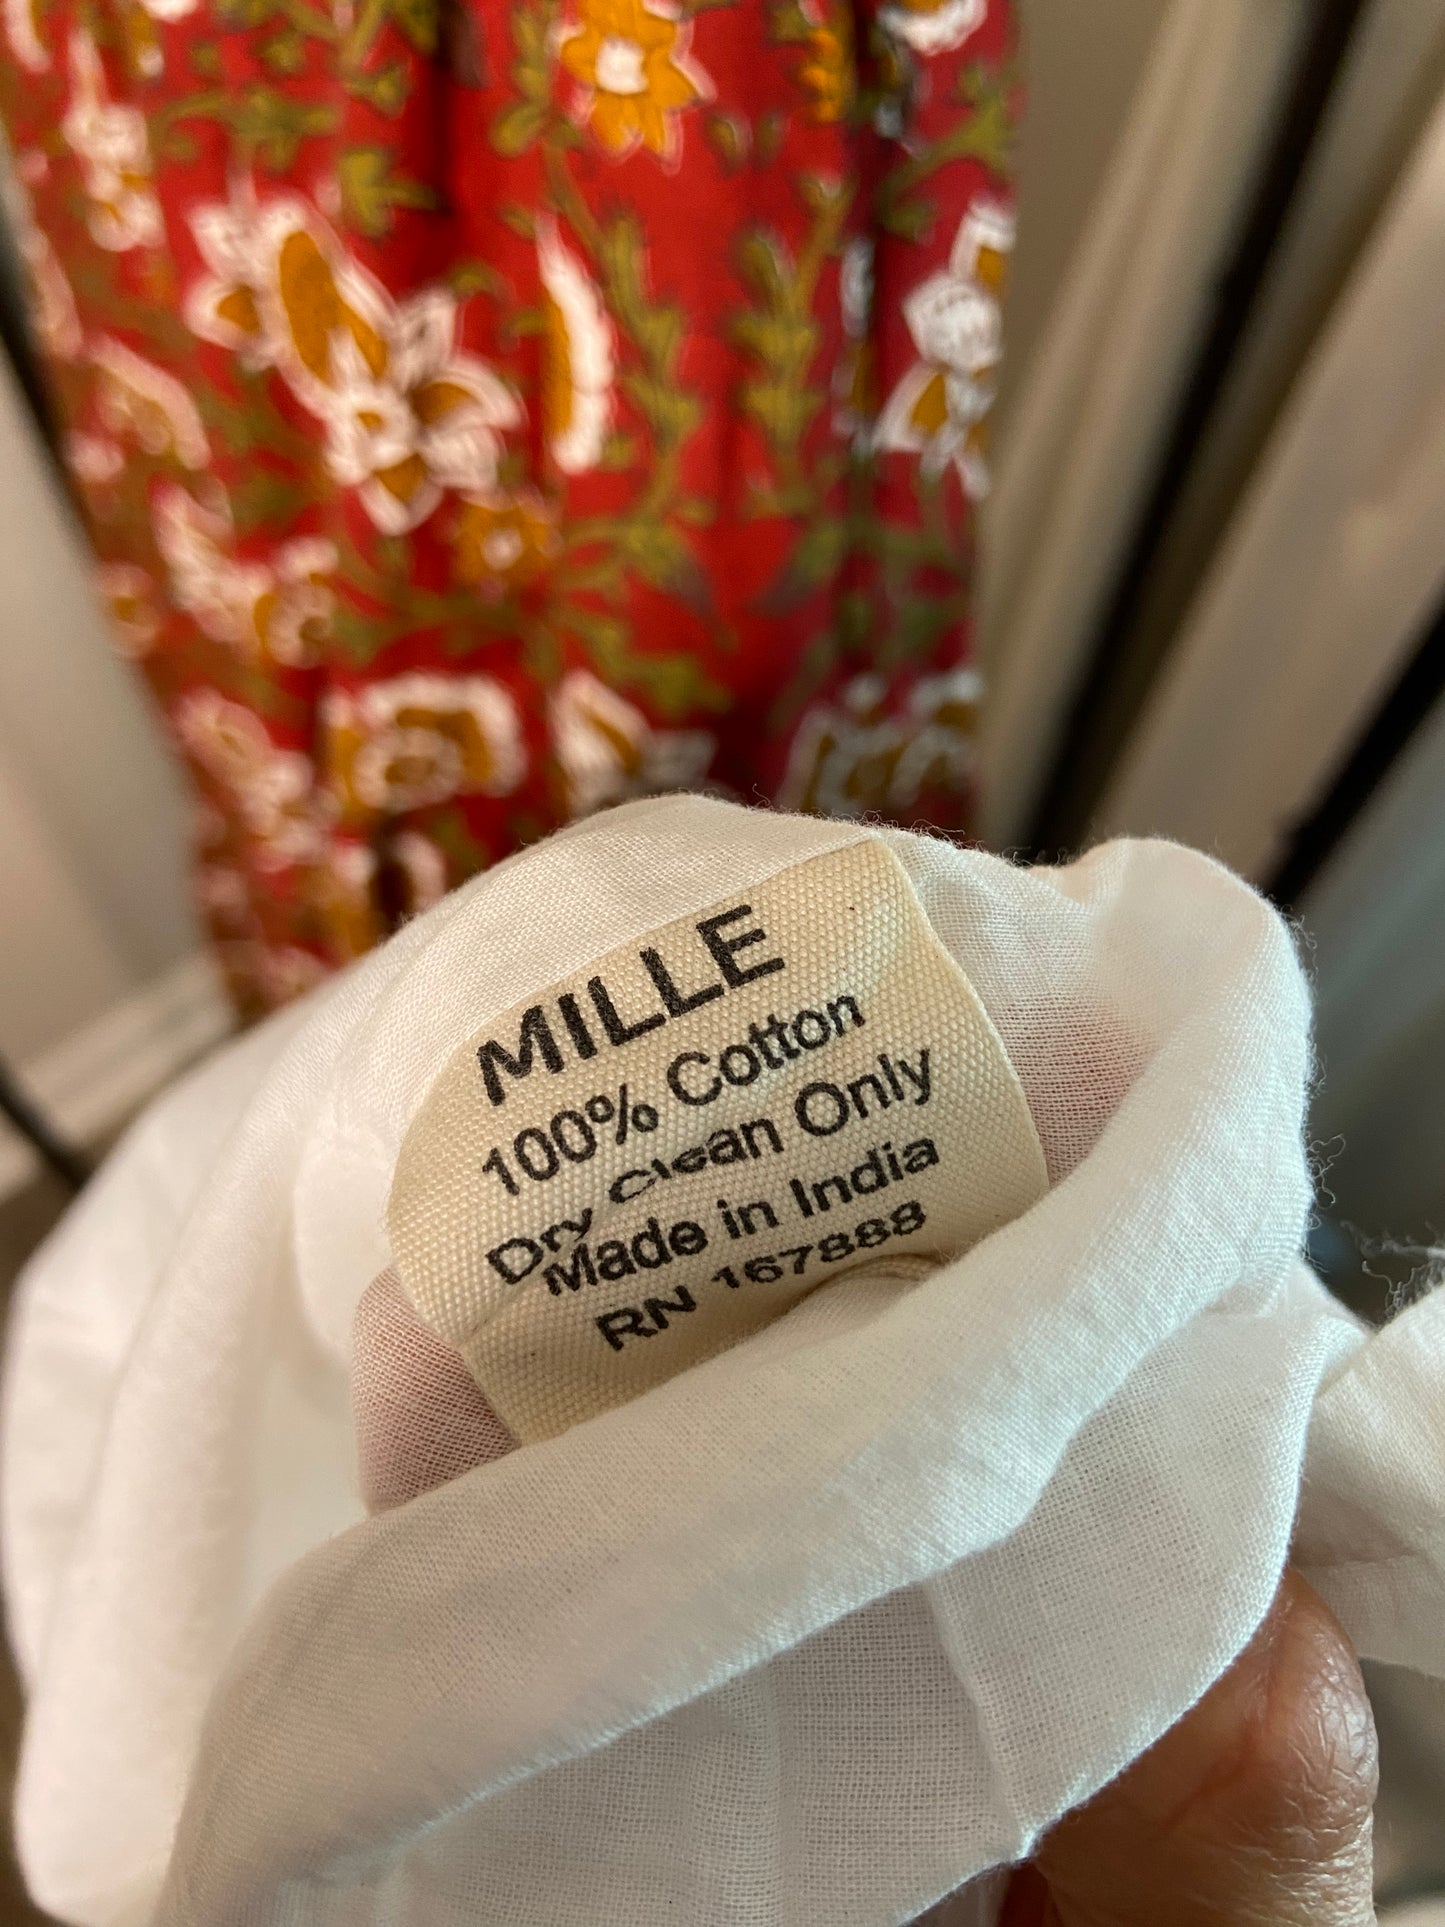 MILLE
100% Cotton
Dry Clean Only
Made in India
RN 167888